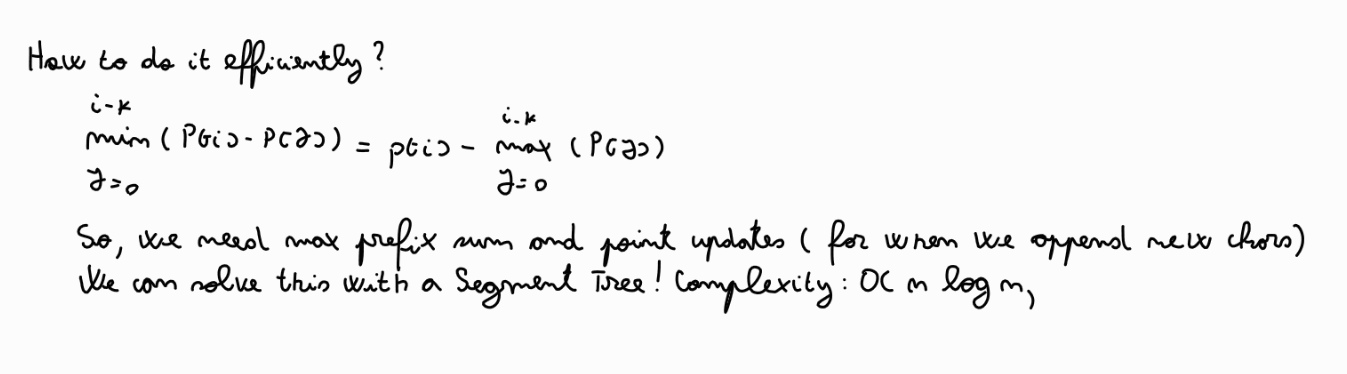 How to do it efficiently?
i-k i-k
min (P[i] - P[j]) = p[i] - max (P[j])
j=0 j=0
So, we need max prefix sum and point updates (for when we append new chars)
We can solve this with a Segment Tree! Complexity: O(n log n)